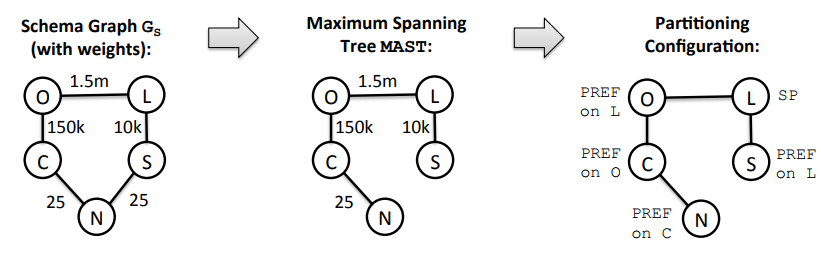 Schema Graph GS
(with weights):
Maximum Spanning
Tree MAST:
Partitioning
Configuration:
O
1.5m
L
150k
10k
C
S
25
25
N
O
1.5m
L
150k
10k
C
S
25
N
PREF
on L
O
L
SP
PREF
on O
C
S
PREF
on L
PREF
on C
N